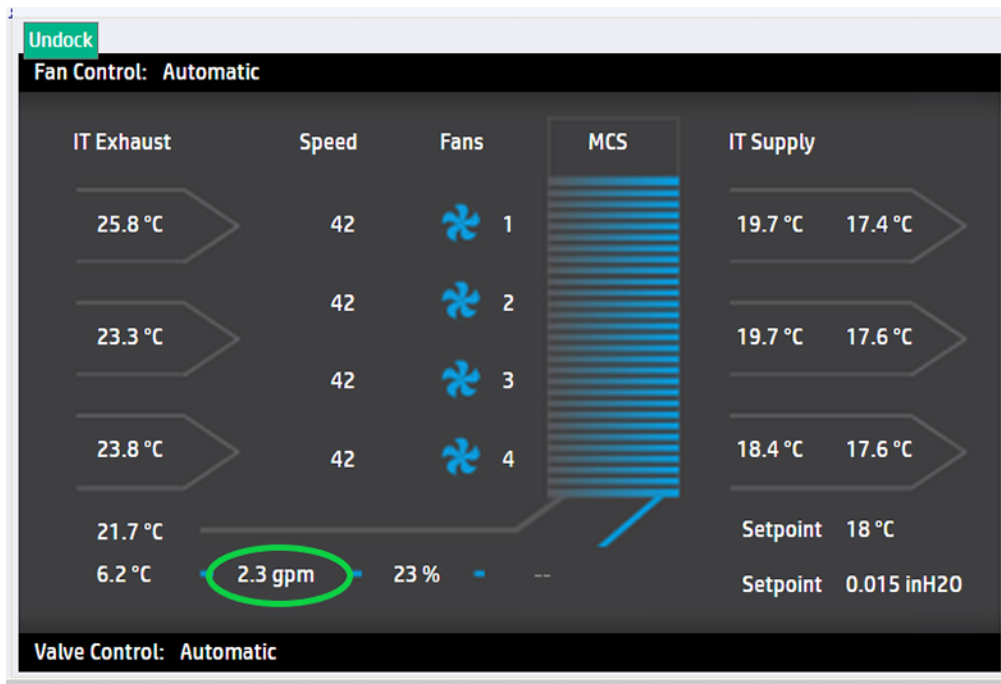 Undock
Fan Control: Automatic
IT Exhaust Speed Fans MCS IT Supply
25.8 °C 42 1 19.7 °C 17.4 °C
42 2
23.3 °C 19.7 °C 17.6 °C
42 3
23.8 °C 42 4 18.4 °C 17.6 °C
21.7 °C Setpoint 18 °C
6.2 °C 2.3 gpm 23 % --
Setpoint 0.015 inH2O
Valve Control: Automatic